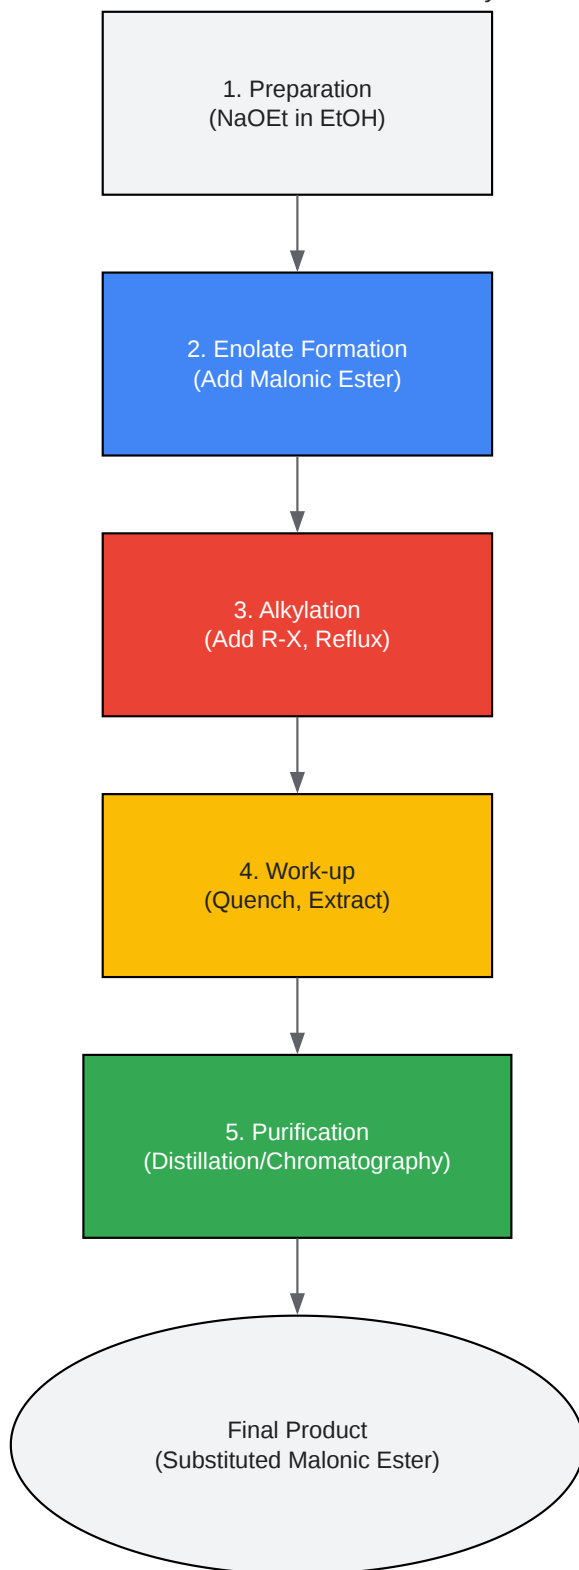 1. Preparation
(NaOEt in EtOH)
2. Enolate Formation
(Add Malonic Ester)
3. Alkylation
(Add R-X, Reflux)
4. Work-up
(Quench, Extract)
5. Purification
(Distillation/Chromatography)
Final Product
(Substituted Malonic Ester)